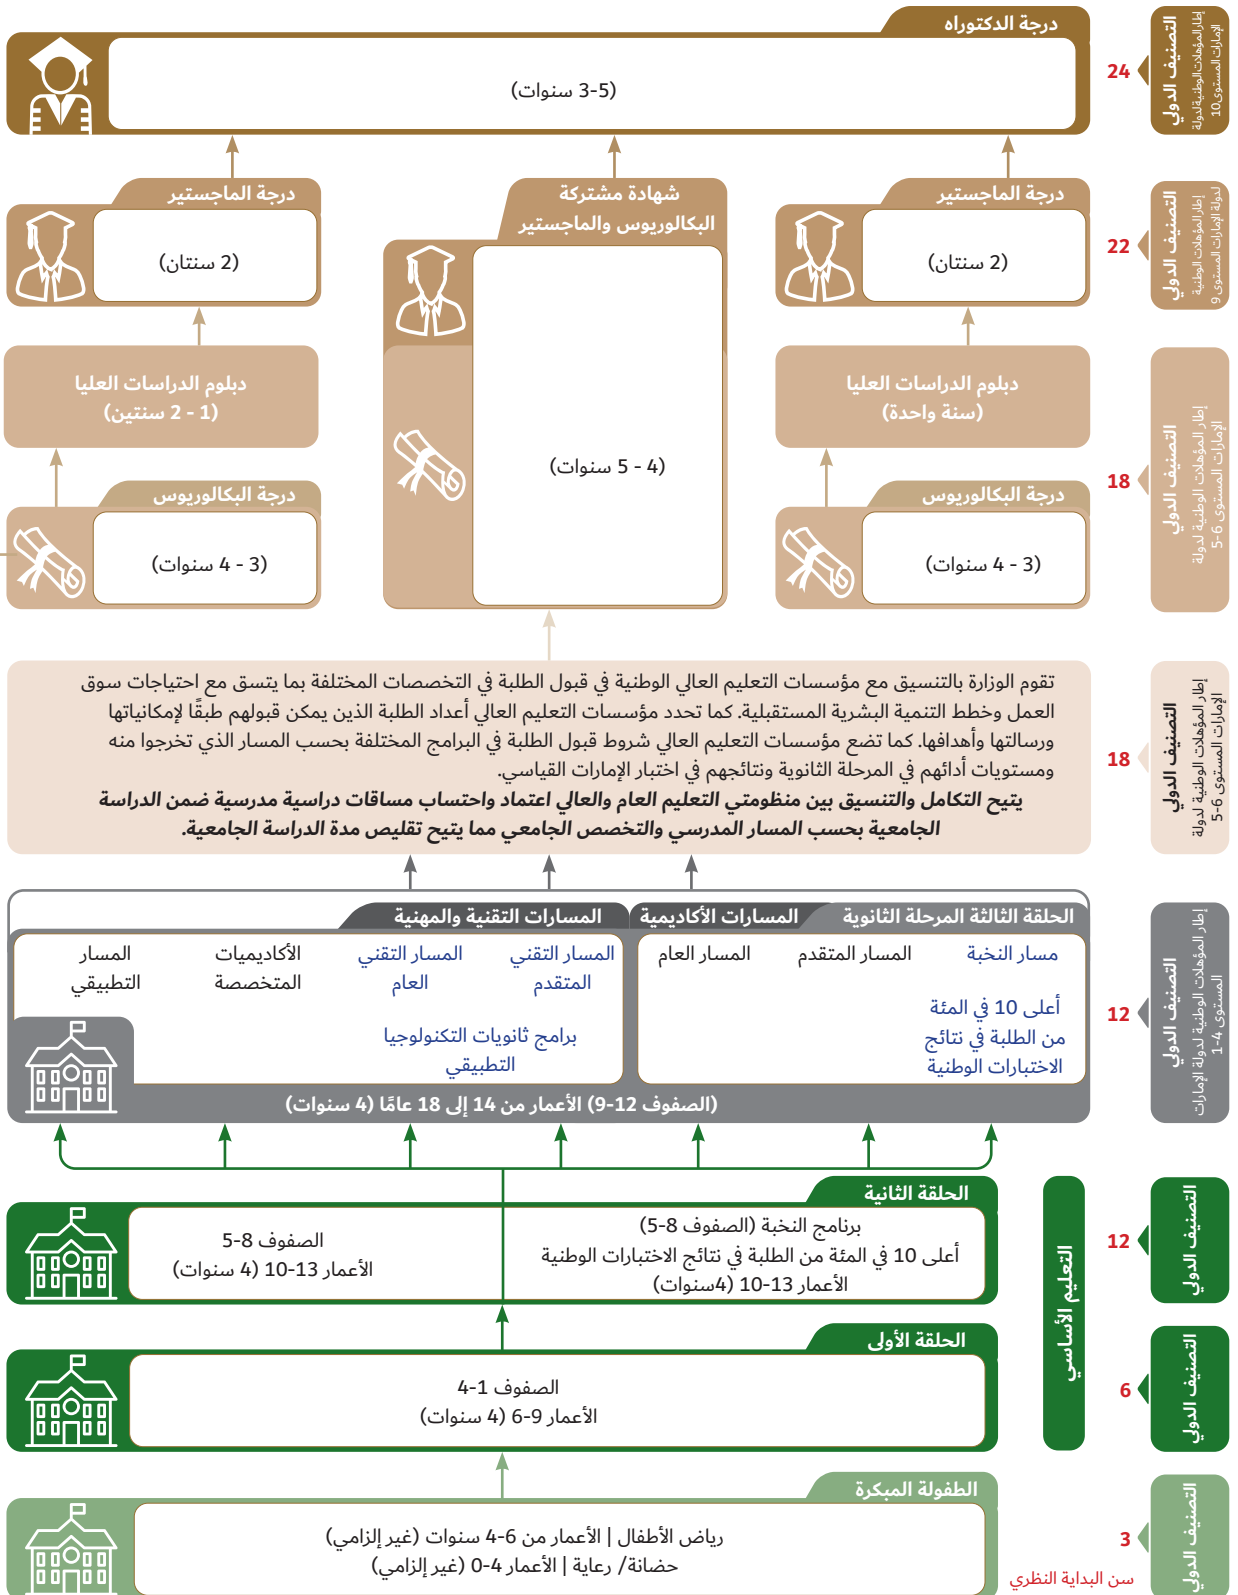 درجة الدكتوراه
(3-5 سنوات)
24
التصنيف الدولي
إطار المؤهلات الوطنية لدولة
الإمارات المستوى 10
درجة الماجستير
(2 سنتان)
شهادة مشتركة
البكالوريوس والماجستير
(4 - 5 سنوات)
درجة الماجستير
(2 سنتان)
22
التصنيف الدولي
إطار المؤهلات الوطنية
لدولة الإمارات المستوى 9
دبلوم الدراسات العليا
(سنة واحدة)
دبلوم الدراسات العليا
(1 - 2 سنتين)
درجة البكالوريوس
(3 - 4 سنوات)
درجة البكالوريوس
(3 - 4 سنوات)
18
التصنيف الدولي
إطار المؤهلات الوطنية لدولة
الإمارات المستوى 6-5
تقوم الوزارة بالتنسيق مع مؤسسات التعليم العالي الوطنية في قبول الطلبة في التخصصات المختلفة بما يتسق مع احتياجات سوق
العمل وخطط التنمية البشرية المستقبلية. كما تحدد مؤسسات التعليم العالي أعداد الطلبة الذين يمكن قبولهم طبقًا لإمكانياتها
ورسالتها وأهدافها. كما تضع مؤسسات التعليم العالي شروط قبول الطلبة في البرامج المختلفة بحسب المسار الذي تخرجوا منه
ومستويات أدائهم في المرحلة الثانوية ونتائجهم في اختبار الإمارات القياسي.
يتيح التكامل والتنسيق بين منظومتي التعليم العام والعالي اعتماد واحتساب مساقات دراسية مدرسية ضمن الدراسة
الجامعية بحسب المسار المدرسي والتخصص الجامعي مما يتيح تقليص مدة الدراسة الجامعية.
18
التصنيف الدولي
إطار المؤهلات الوطنية لدولة
الإمارات المستوى 6-5
الحلقة الثالثة المرحلة الثانوية
المسارات الأكاديمية
المسارات التقنية والمهنية
مسار النخبة
أعلى 10 في المئة
من الطلبة في نتائج
الاختبارات الوطنية
المسار المتقدم
المسار العام
المسار التقني
المتقدم
المسار التقني
العام
برامج ثانويات التكنولوجيا
التطبيقي
الأكاديميات
المتخصصة
المسار
التطبيقي
(الصفوف 12-9) الأعمار من 14 إلى 18 عامًا (4 سنوات)
12
التصنيف الدولي
إطار المؤهلات الوطنية لدولة الإمارات
المستوى 4-1
الحلقة الثانية
برنامج النخبة (الصفوف 8-5)
أعلى 10 في المئة من الطلبة في نتائج الاختبارات الوطنية
الأعمار 13-10 (4سنوات)
الصفوف 8-5
الأعمار 13-10 (4 سنوات)
12
التصنيف الدولي
التعليم الأساسي
الحلقة الأولى
الصفوف 1-4
الأعمار 9-6 (4 سنوات)
6
التصنيف الدولي
الطفولة المبكرة
رياض الأطفال | الأعمار من 6-4 سنوات (غير إلزامي)
حضانة/ رعاية | الأعمار 4-0 (غير إلزامي)
3
سن البداية النظري
التصنيف الدولي